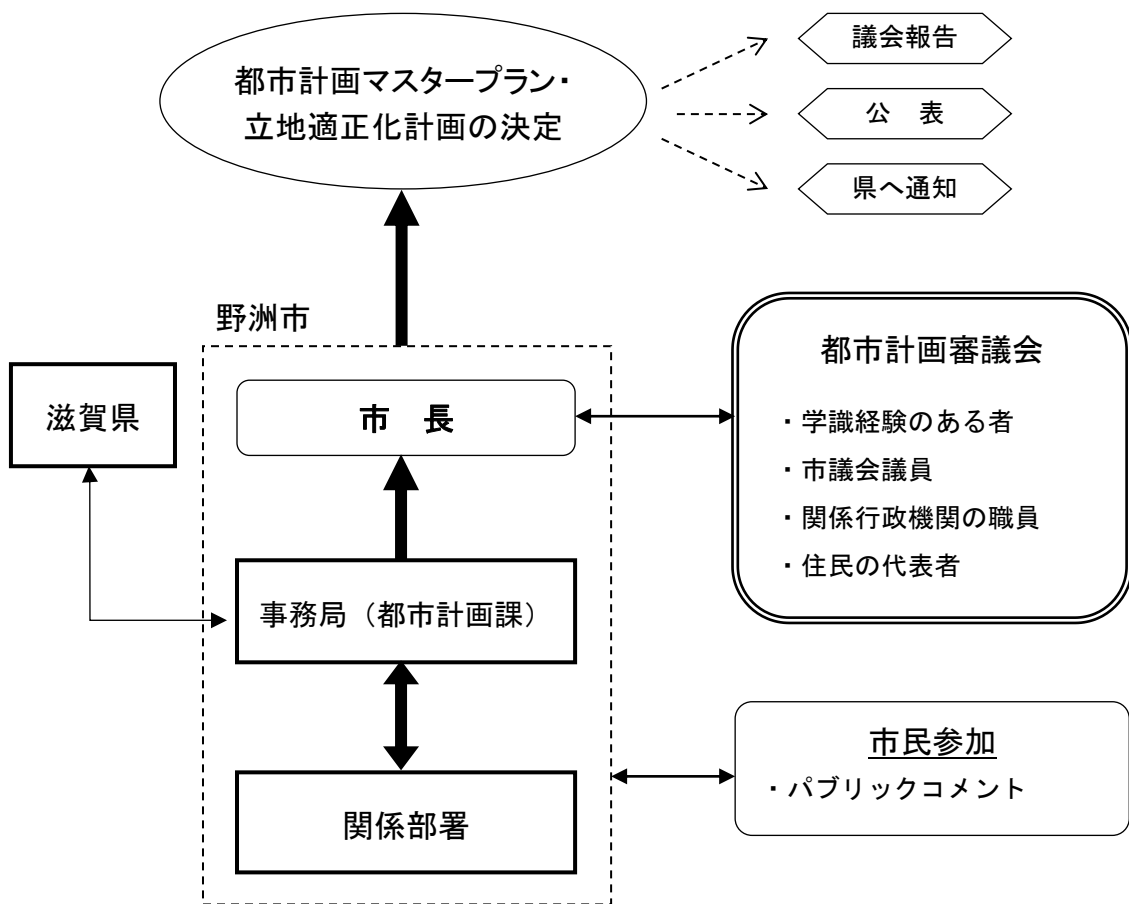 都市計画マスタープラン・
立地適正化計画の決定
議会報告
公　表
県へ通知
野洲市
滋賀県
市　長
事務局（都市計画課）
関係部署
都市計画審議会
・学識経験のある者
・市議会議員
・関係行政機関の職員
・住民の代表者
市民参加
・パブリックコメント